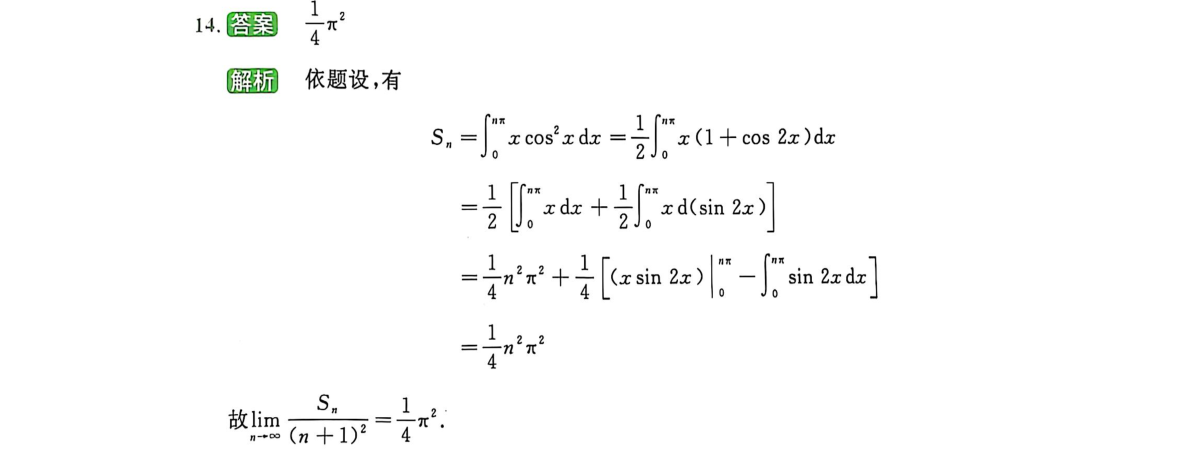 14. 答案 $\frac{1}{4}\pi^2$
解析 依题设,有
$S_n = \int_0^{n\pi} x\cos^2 x\,dx = \frac{1}{2}\int_0^{n\pi} x(1+\cos 2x)dx$
$= \frac{1}{2}\left[\int_0^{n\pi} x\,dx + \frac{1}{2}\int_0^{n\pi} x\,d(\sin 2x)\right]$
$= \frac{1}{4}n^2\pi^2 + \frac{1}{4}\left[(x\sin 2x)\Big|_0^{n\pi} - \int_0^{n\pi} \sin 2x\,dx\right]$
$= \frac{1}{4}n^2\pi^2$
故$\lim_{n\to\infty} \frac{S_n}{(n+1)^2} = \frac{1}{4}\pi^2.$